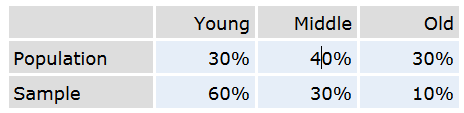 Young Middle Old
Population 30% 40% 30%
Sample 60% 30% 10%